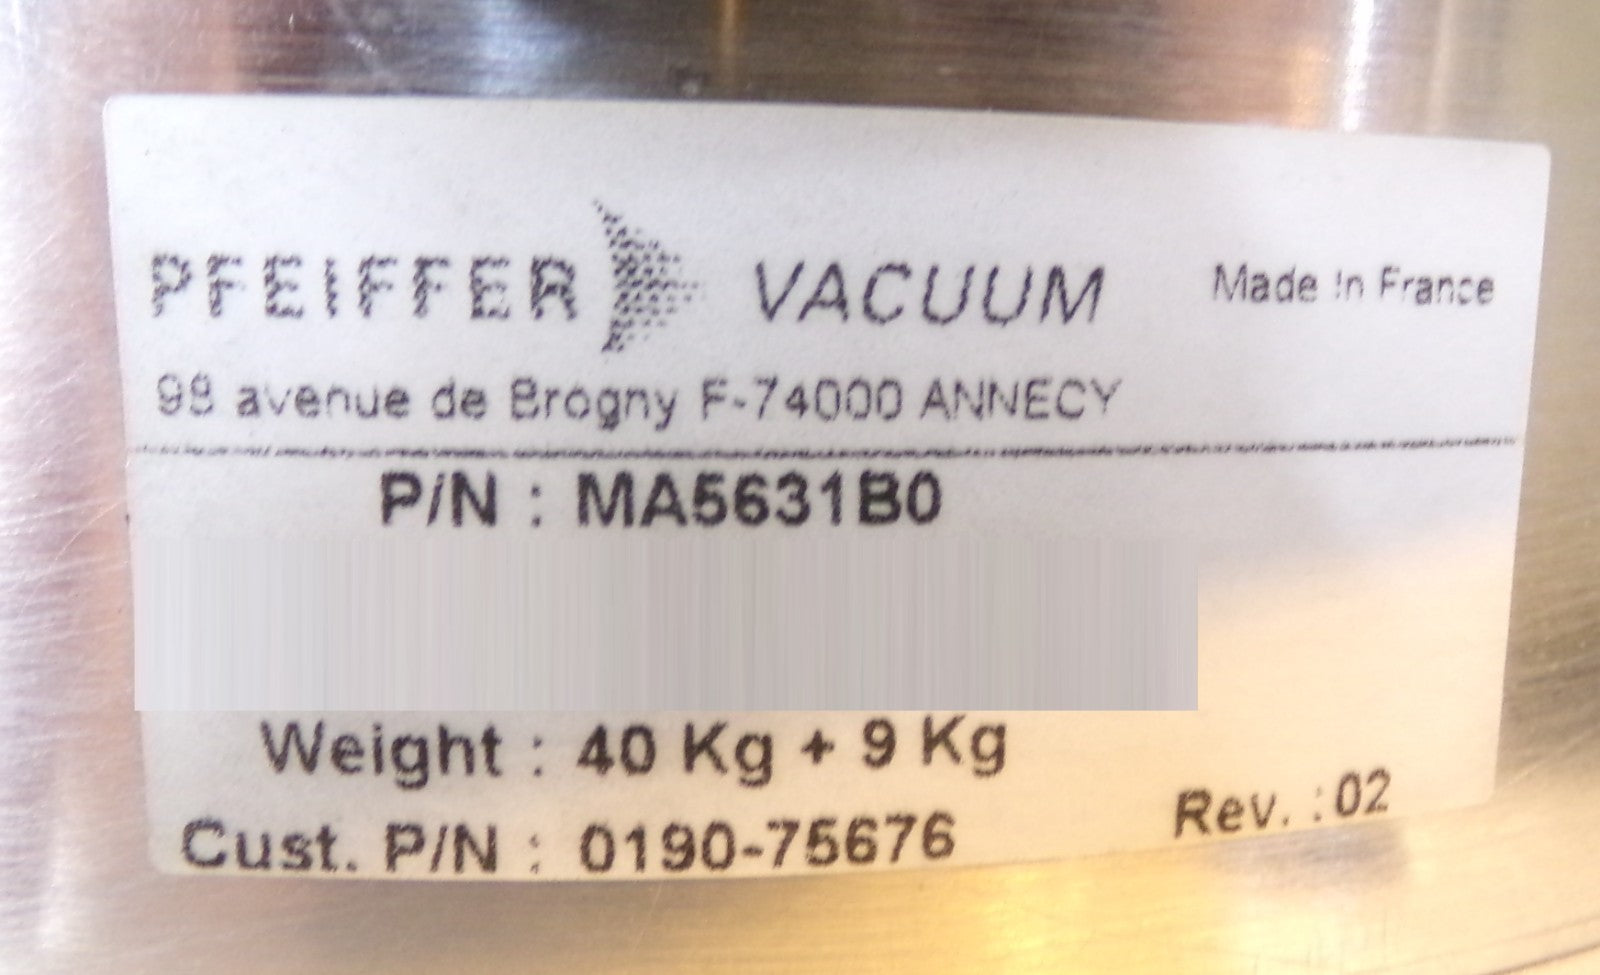 PFEIFFER VACUUM Made In France
98 avenue de Brogny F-74000 ANNECY
P/N : MA5631B0
Weight : 40 Kg + 9 Kg
Cust. P/N : 0190-75676 Rev. : 02